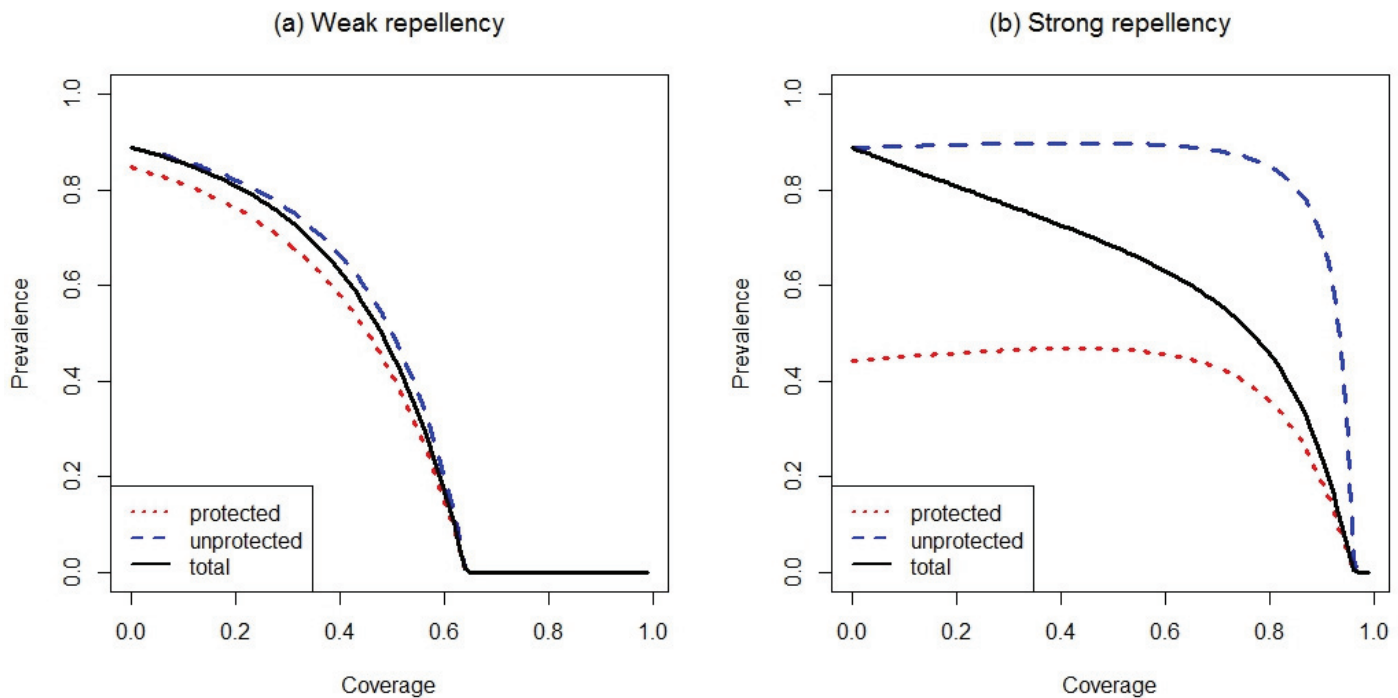 (a) Weak repellency
Prevalence
1.0
0.8
0.6
0.4
0.2
0.0
protected
unprotected
total
0.0 0.2 0.4 0.6 0.8 1.0
Coverage
(b) Strong repellency
Prevalence
1.0
0.8
0.6
0.4
0.2
0.0
protected
unprotected
total
0.0 0.2 0.4 0.6 0.8 1.0
Coverage